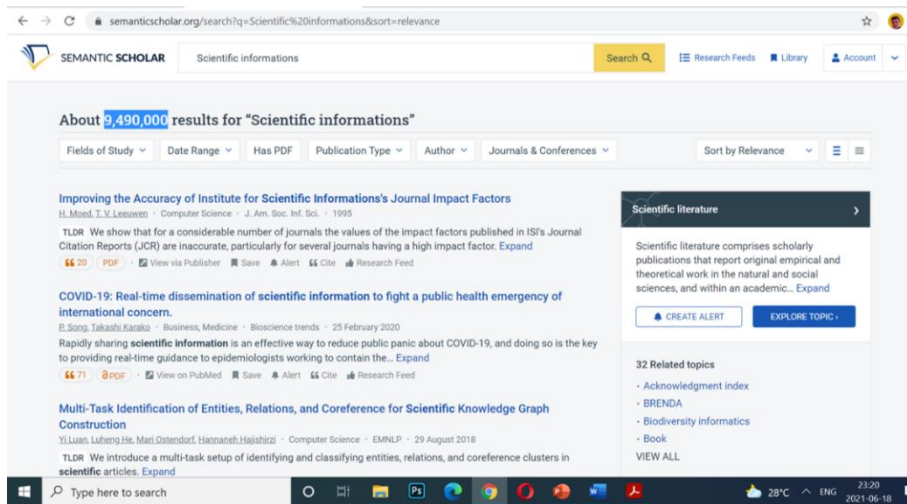 semanticscholar.org/search?q=Scientific%20informations&sort=relevance
SEMANTIC SCHOLAR
Scientific informations
Search
Research Feeds
Library
Account
About 9,490,000 results for "Scientific informations"
Fields of Study
Date Range
Has PDF
Publication Type
Author
Journals & Conferences
Sort by Relevance
Improving the Accuracy of Institute for Scientific Informations's Journal Impact Factors
H. Moed, T. V. Leeuwen · Computer Science · J. Am. Soc. Inf. Sci. · 1995
TLDR We show that for a considerable number of journals the values of the impact factors published in ISI's Journal
Citation Reports (JCR) are inaccurate, particularly for several journals having a high impact factor. Expand
20 PDF · View via Publisher Save Alert Cite Research Feed
COVID-19: Real-time dissemination of scientific information to fight a public health emergency of
international concern.
P. Song, Takashi Karako · Business, Medicine · Bioscience trends · 25 February 2020
Rapidly sharing scientific information is an effective way to reduce public panic about COVID-19, and doing so is the key
to providing real-time guidance to epidemiologists working to contain the... Expand
71 PDF · View on PubMed Save Alert Cite Research Feed
Multi-Task Identification of Entities, Relations, and Coreference for Scientific Knowledge Graph
Construction
Yi Luan, Luheng He, Mari Ostendorf, Hannaneh Hajishirzi · Computer Science · EMNLP · 29 August 2018
TLDR We introduce a multi-task setup of identifying and classifying entities, relations, and coreference clusters in
scientific articles. Expand
Scientific literature
Scientific literature comprises scholarly
publications that report original empirical and
theoretical work in the natural and social
sciences, and within an academic... Expand
CREATE ALERT
EXPLORE TOPIC
32 Related topics
Acknowledgment index
BRENDA
Biodiversity informatics
Book
VIEW ALL
Type here to search
Ps
28°C
ENG
23:20
2021-06-18